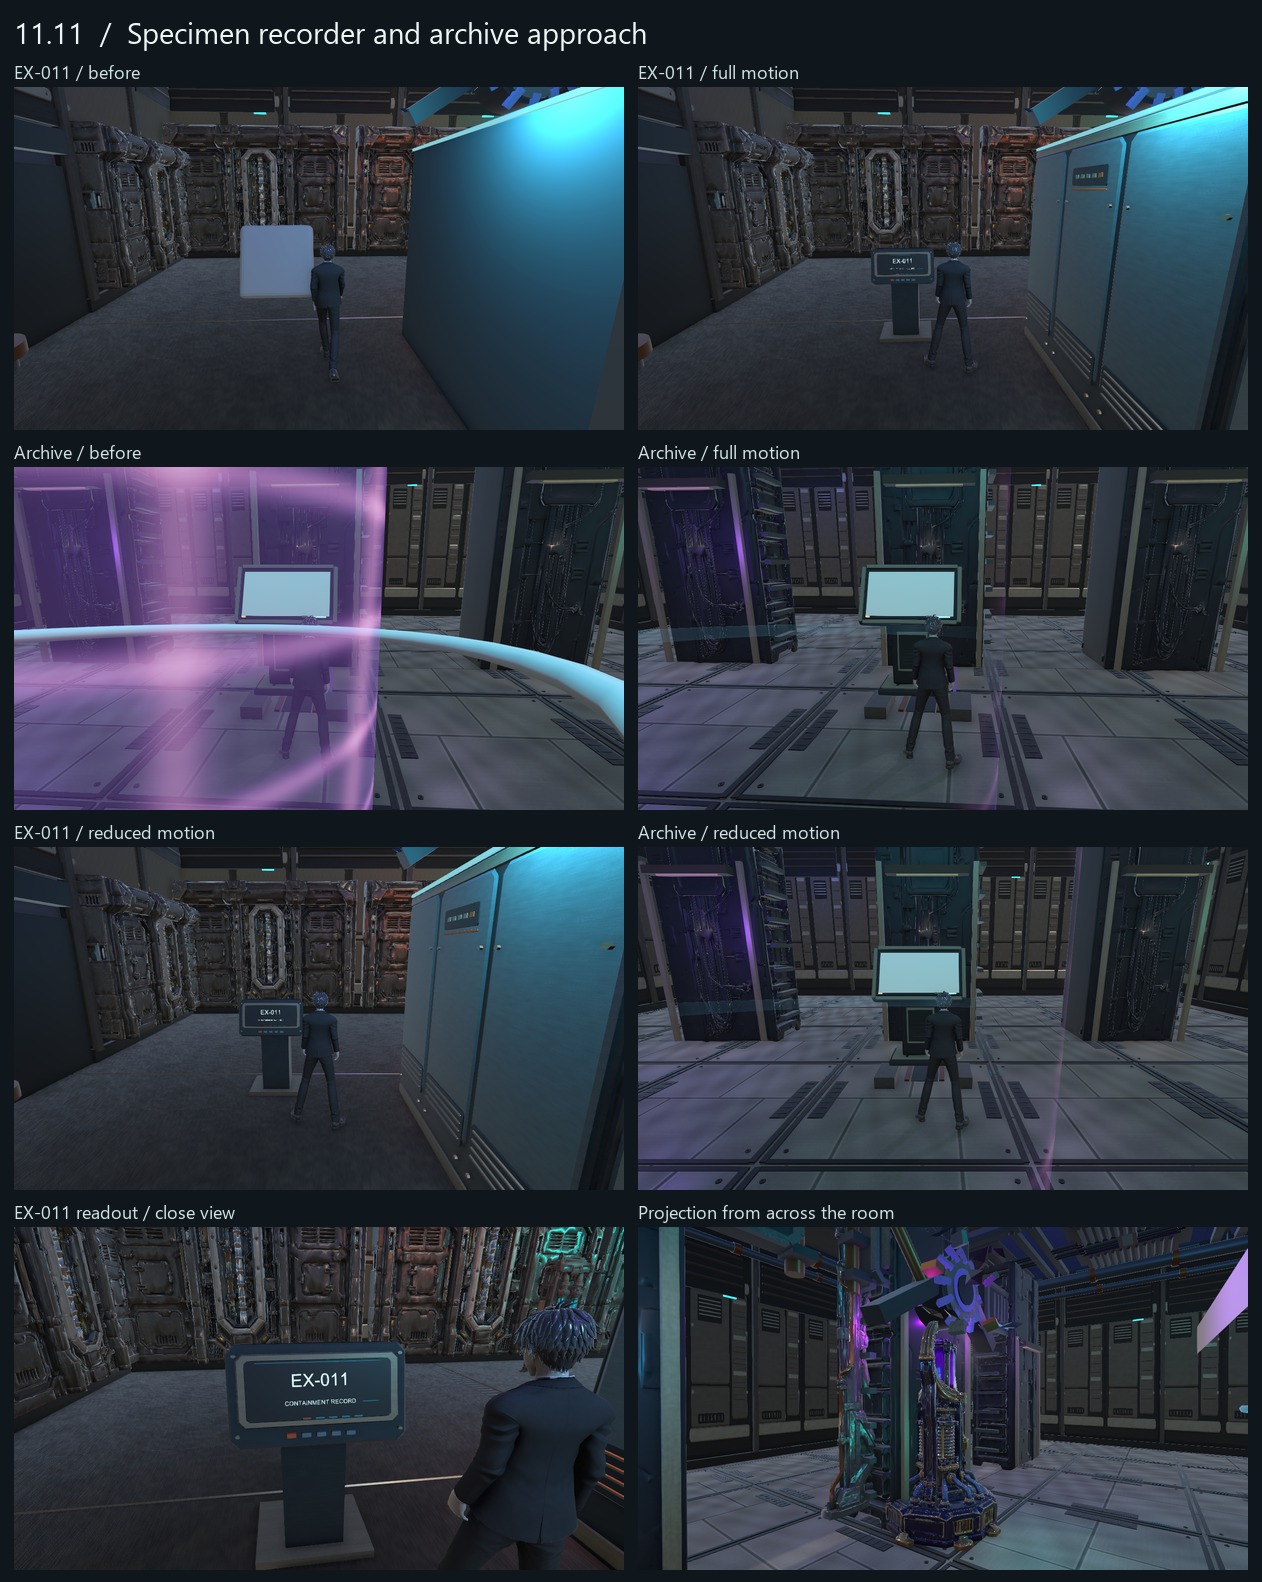 11.11 / Specimen recorder and archive approach
EX-011 / before
EX-011 / full motion
EX-011
Archive / before
Archive / full motion
EX-011 / reduced motion
Archive / reduced motion
EX-011
EX-011 readout / close view
Projection from across the room
EX-011
CONTAINMENT RECORD